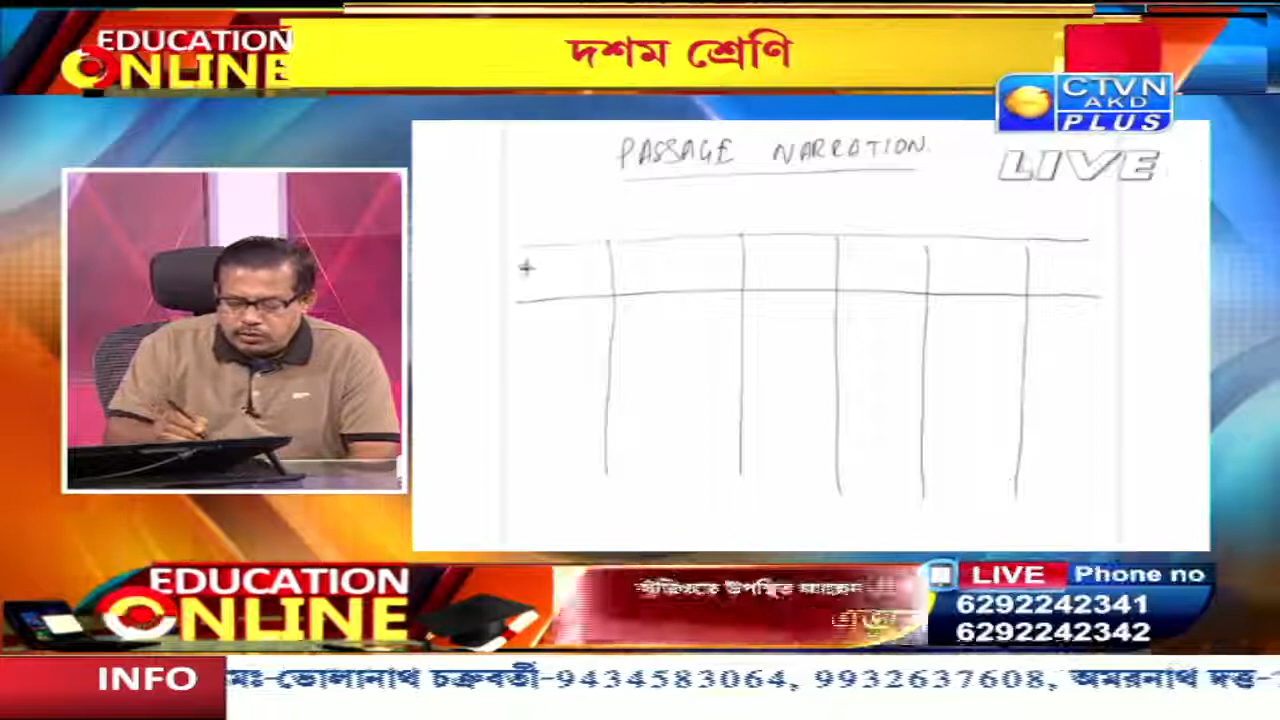 EDUCATION
ONLINE
দশম শ্রেণি
CTVN
AKD
PLUS
LIVE
PASSAGE NARRATION.
+
EDUCATION
ONLINE
উপস্থিত
LIVE Phone no
6292242341
6292242342
INFO
মঃ-ভোলানাথ চক্রবর্তী-9434583064, 9932637608, অমরনাথ দত্ত-